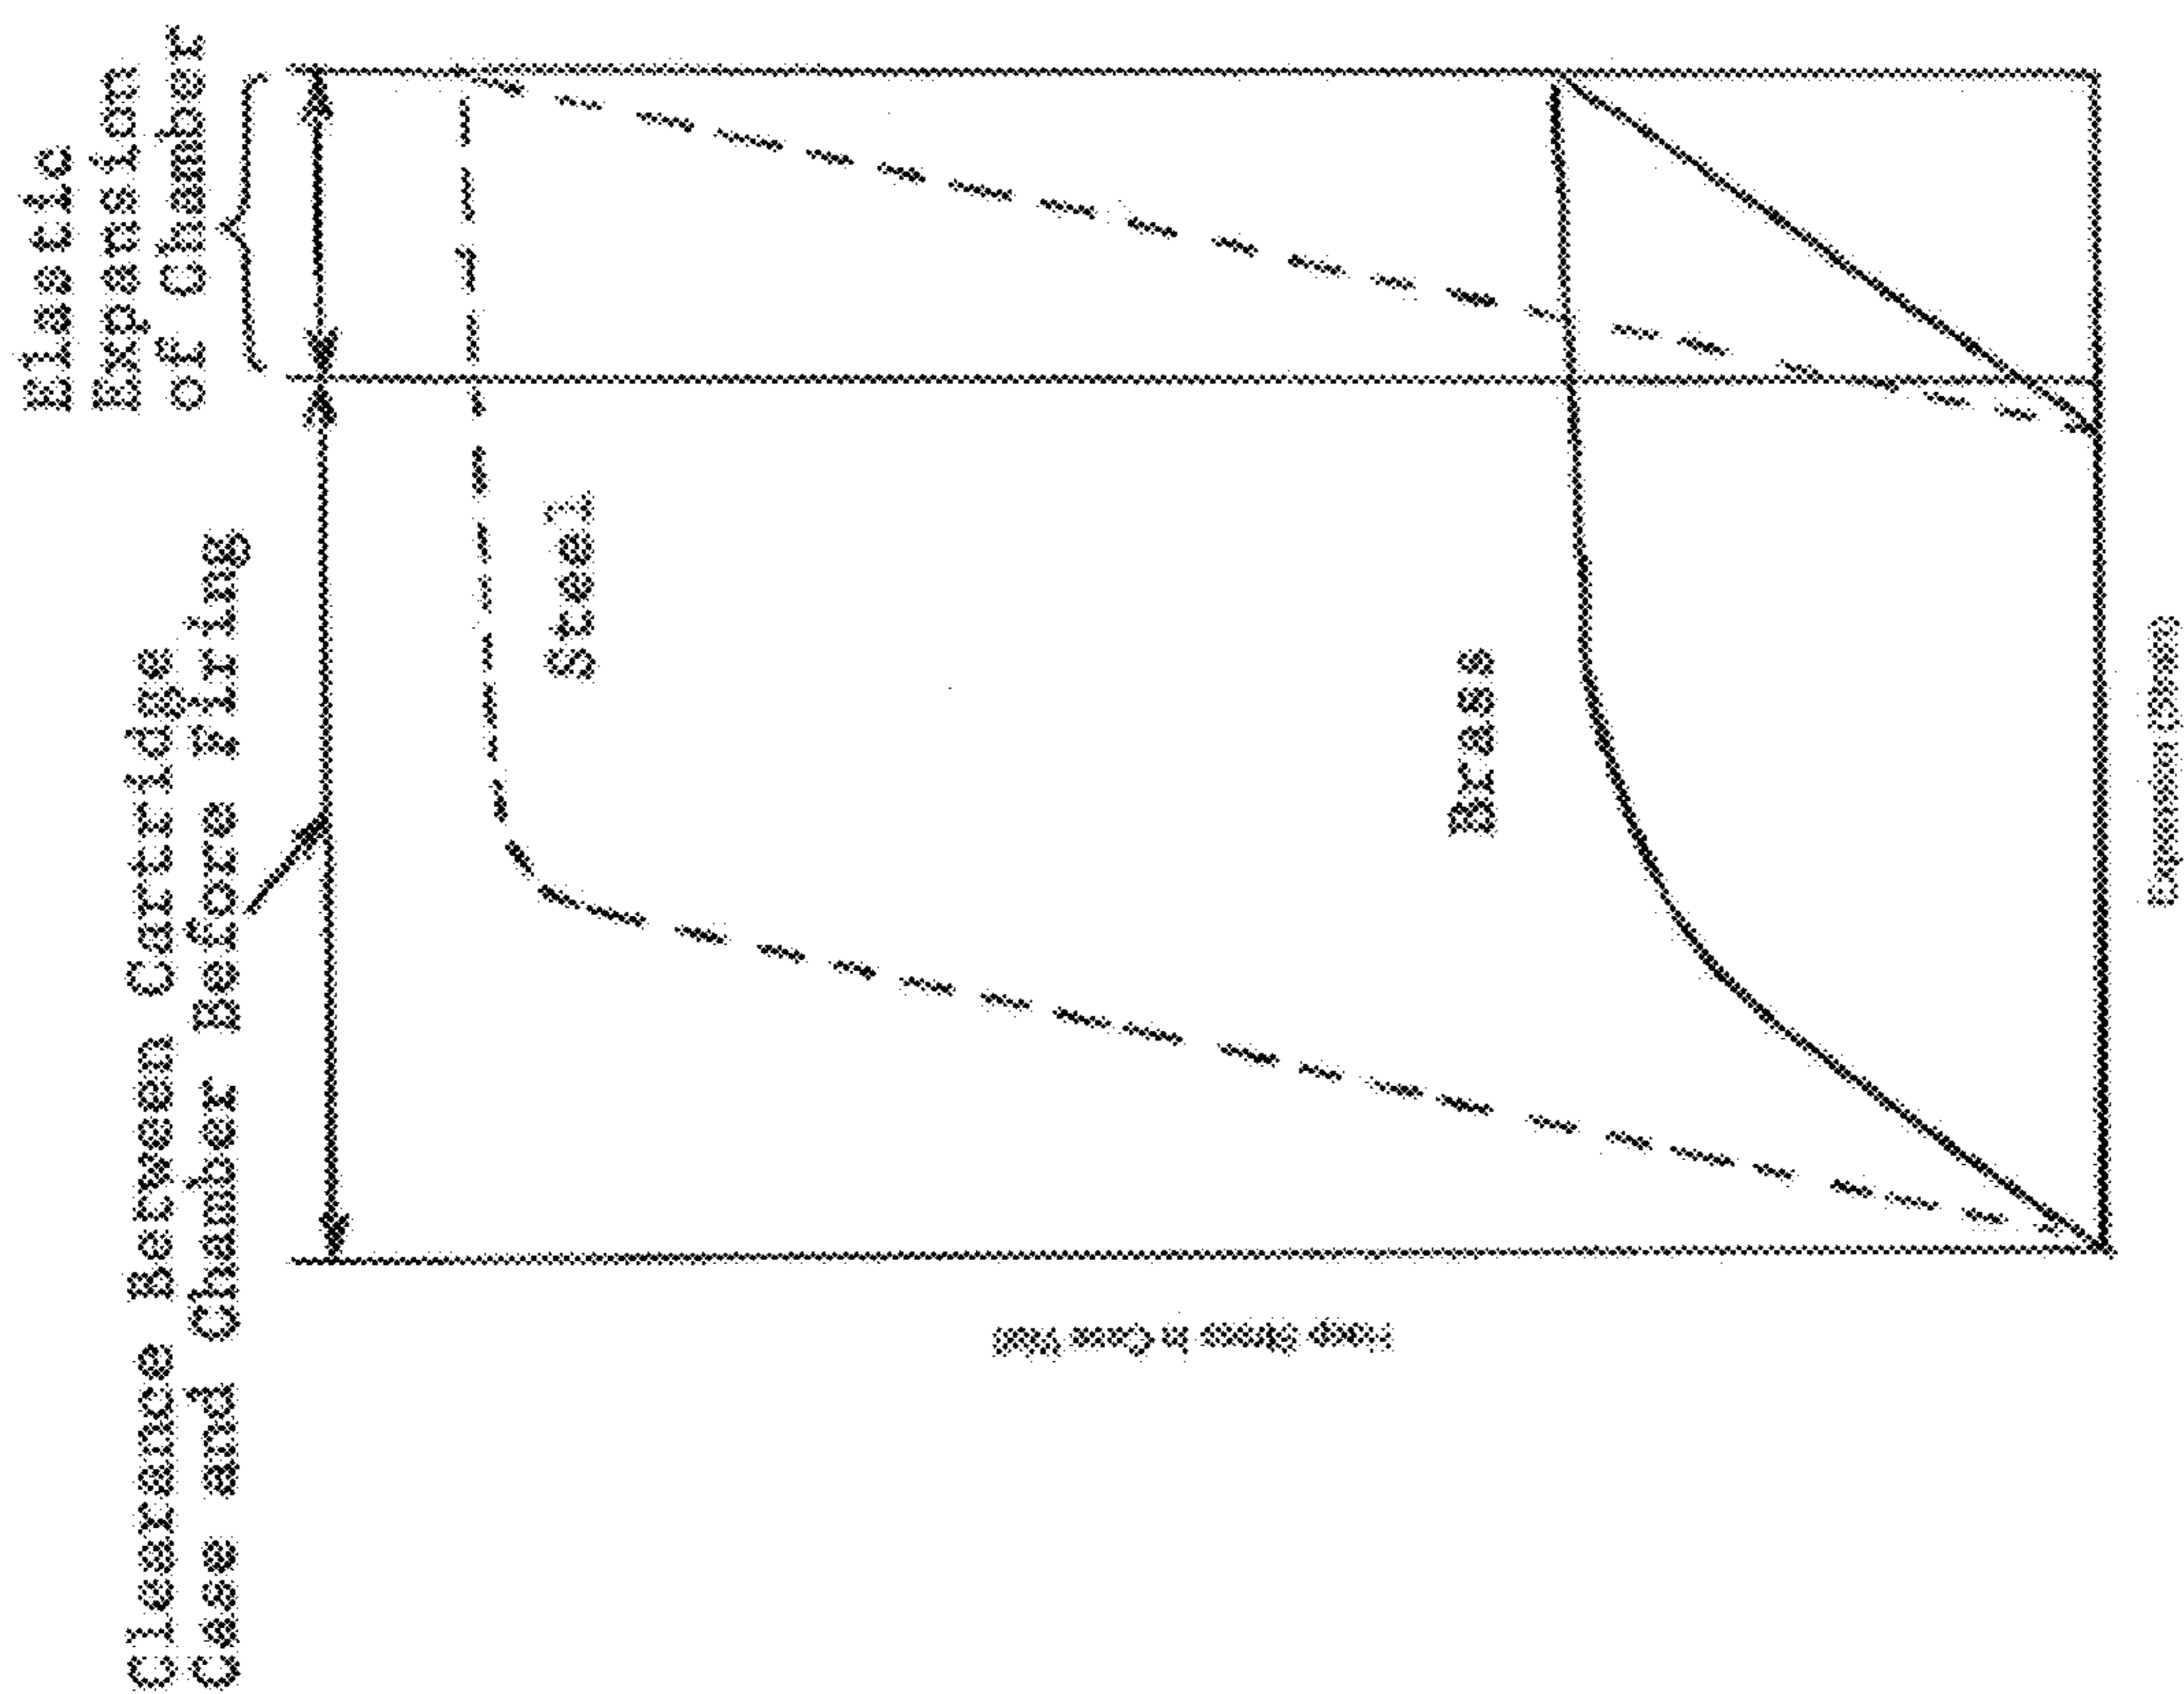 Elastic
Expansion
of Chamber
Clearance Between Cartridge
Case and Chamber Before Firing
Steel
Brass